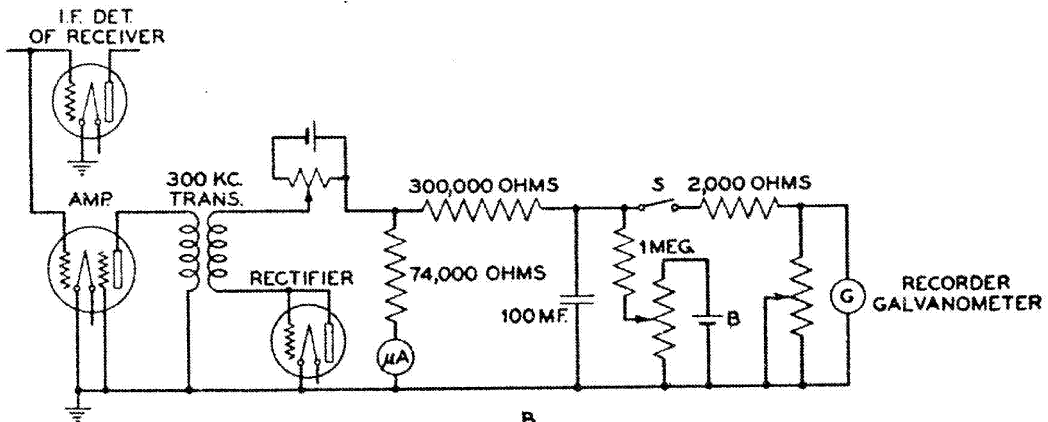 I.F. DET.
OF RECEIVER
AMP.
300 KC.
TRANS.
RECTIFIER
300,000 OHMS
74,000 OHMS
μA
100 MF.
S
2,000 OHMS
1 MEG.
B
G
RECORDER
GALVANOMETER
B